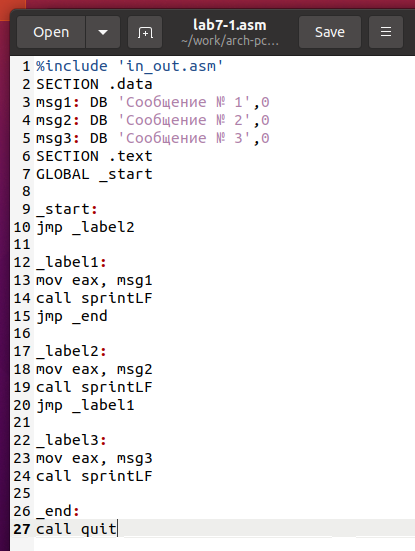 Open
lab7-1.asm
~/work/arch-pc...
Save
1 %include 'in_out.asm'
2 SECTION .data
3 msg1: DB 'Сообщение № 1',0
4 msg2: DB 'Сообщение № 2',0
5 msg3: DB 'Сообщение № 3',0
6 SECTION .text
7 GLOBAL _start
8
9 _start:
10 jmp _label2
11
12 _label1:
13 mov eax, msg1
14 call sprintLF
15 jmp _end
16
17 _label2:
18 mov eax, msg2
19 call sprintLF
20 jmp _label1
21
22 _label3:
23 mov eax, msg3
24 call sprintLF
25
26 _end:
27 call quit